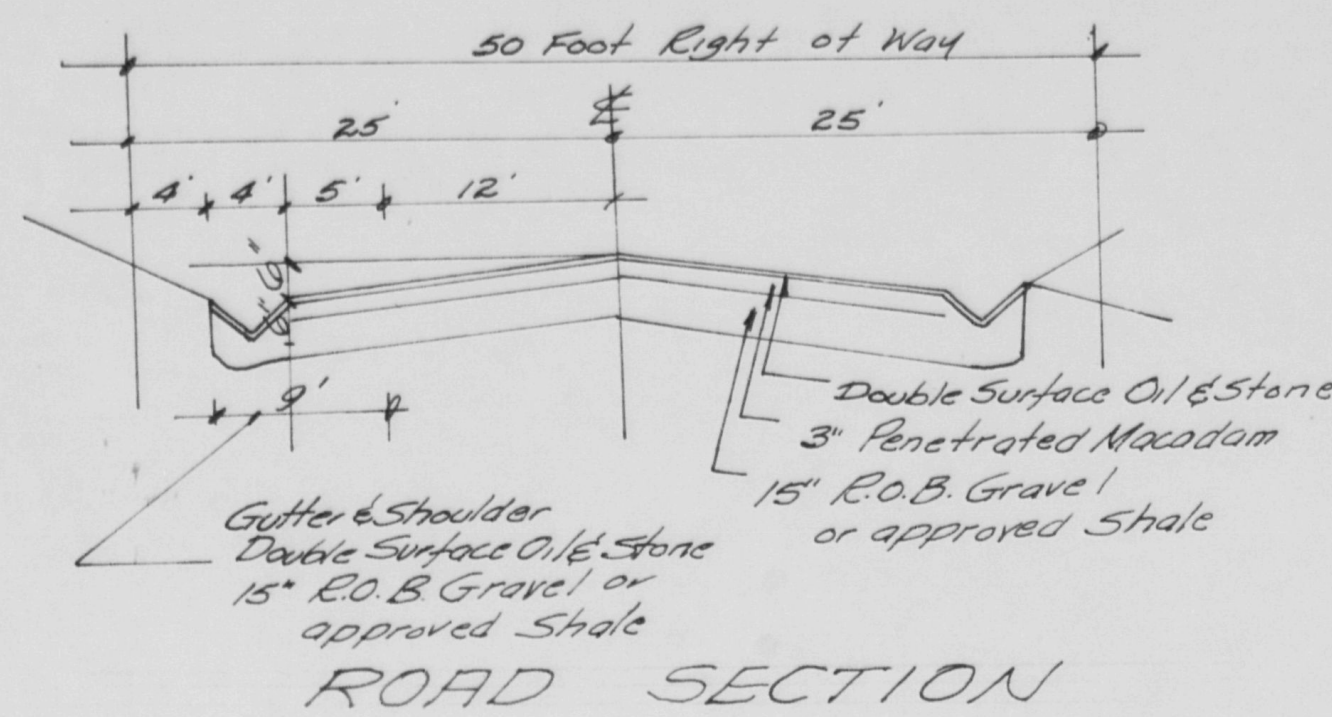 50 Foot Right of Way
25' ℄ 25'
4' 4' 5' 12'
6"
6"
9'
Double Surface Oil & Stone
3" Penetrated Macadam
15" R.O.B. Gravel
or approved Shale
Gutter & Shoulder
Double Surface Oil & Stone
15" R.O.B. Gravel or
approved Shale
ROAD SECTION